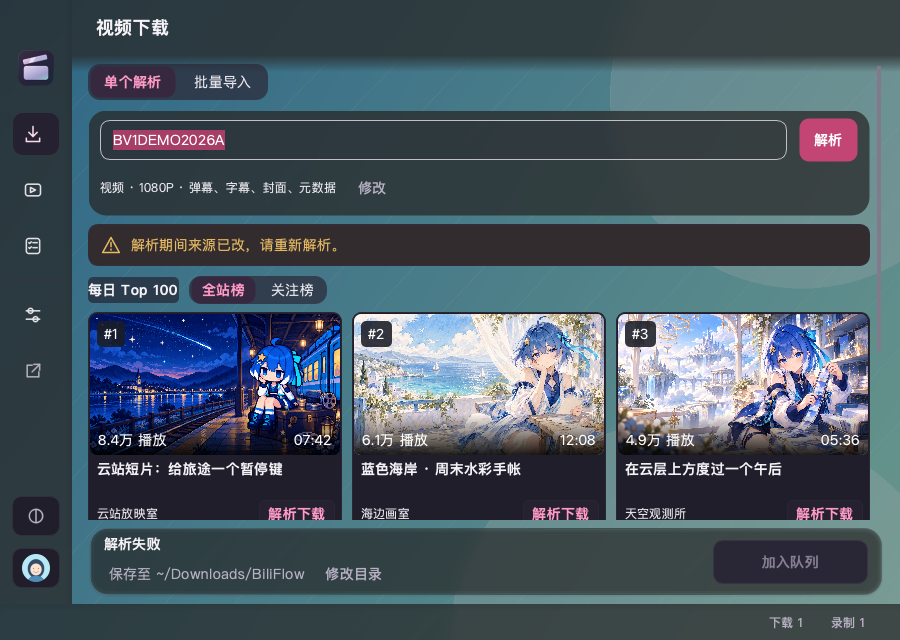 视频下载
单个解析 批量导入
BV1DEMO2026A 解析
视频 · 1080P · 弹幕、字幕、封面、元数据 修改
解析期间来源已改，请重新解析。
每日 Top 100 全站榜 关注榜
#1 #2 #3
8.4万 播放 07:42 6.1万 播放 12:08 4.9万 播放 05:36
云站短片：给旅途一个暂停键 蓝色海岸 · 周末水彩手帐 在云层上方度过一个午后
云站放映室 解析下载 海边画室 解析下载 天空观测所 解析下载
解析失败
保存至 ~/Downloads/BiliFlow 修改目录 加入队列
下载 1 录制 1